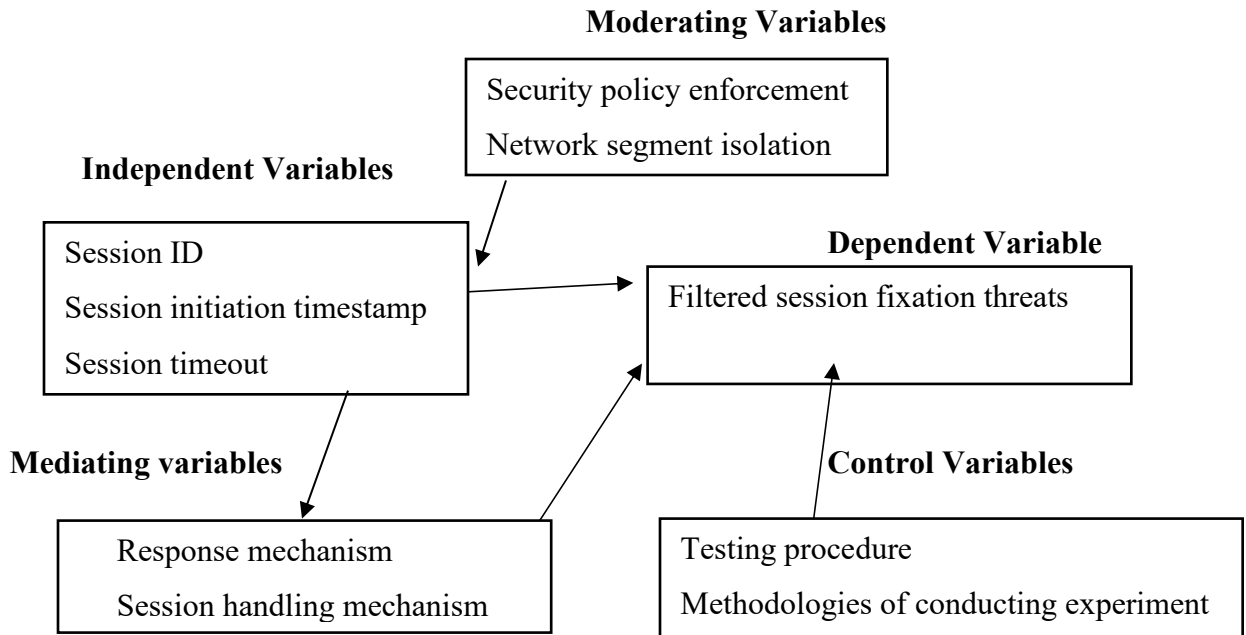 Moderating Variables
Security policy enforcement
Network segment isolation
Independent Variables
Session ID
Session initiation timestamp
Session timeout
Dependent Variable
Filtered session fixation threats
Mediating variables
Response mechanism
Session handling mechanism
Control Variables
Testing procedure
Methodologies of conducting experiment